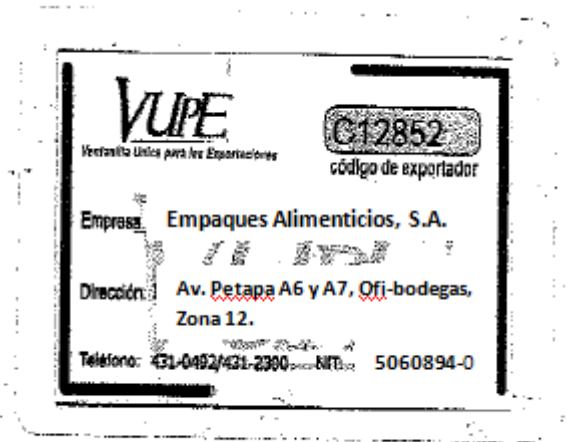 VUPE
Ventanilla Unica para las Exportaciones
C12852
código de exportador
Empresa: Empaques Alimenticios, S.A.
Dirección: Av. Petapa A6 y A7, Ofi-bodegas,
Zona 12.
Teléfono: 431-0492/431-2300 NIT: 5060894-0